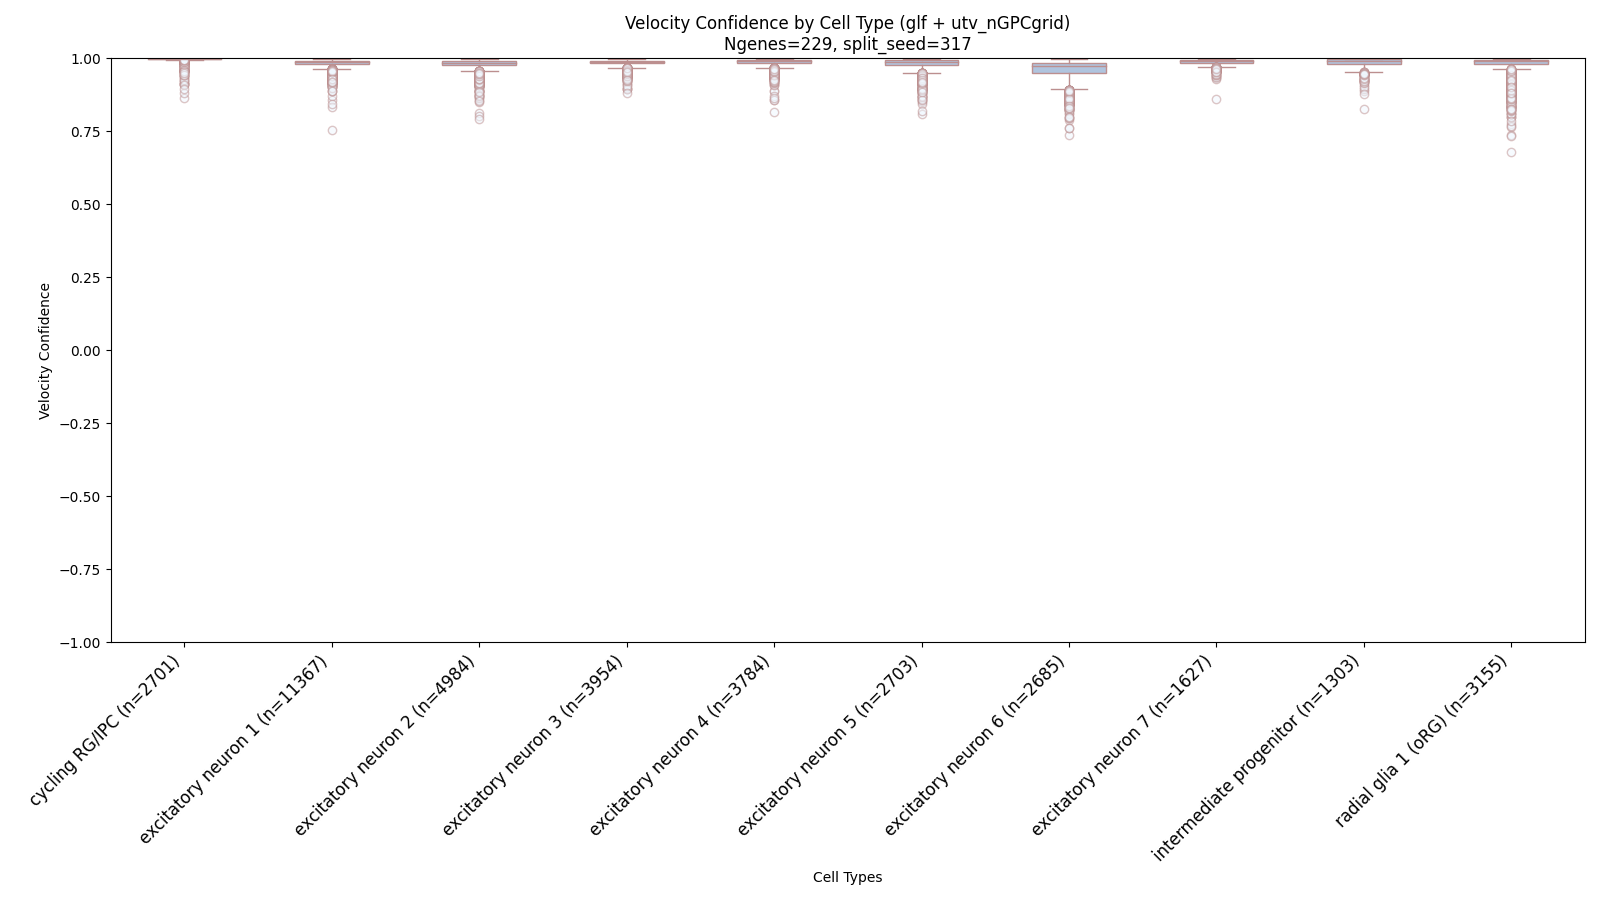 Velocity Confidence by Cell Type (glf + utv_nGPCgrid)
Ngenes=229, split_seed=317
Velocity Confidence
1.00
0.75
0.50
0.25
0.00
−0.25
−0.50
−0.75
−1.00
cycling RG/IPC (n=2701)
excitatory neuron 1 (n=11367)
excitatory neuron 2 (n=4984)
excitatory neuron 3 (n=3954)
excitatory neuron 4 (n=3784)
excitatory neuron 5 (n=2703)
excitatory neuron 6 (n=2685)
excitatory neuron 7 (n=1627)
intermediate progenitor (n=1303)
radial glia 1 (oRG) (n=3155)
Cell Types